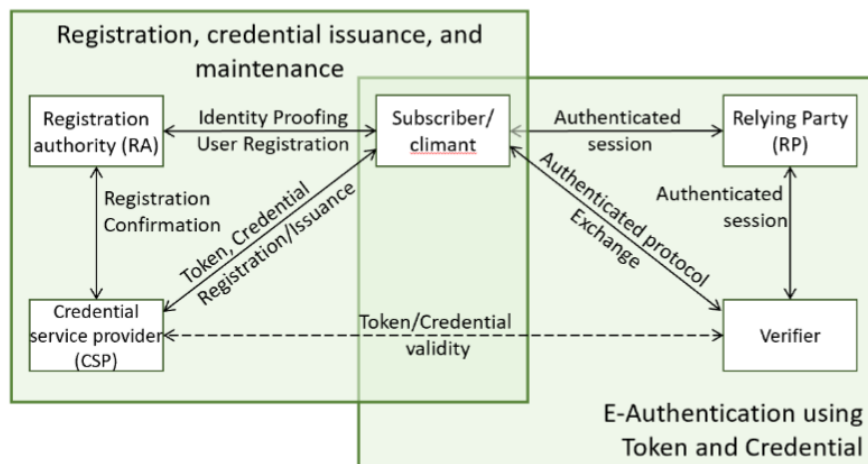 Registration, credential issuance, and
maintenance
Registration
authority (RA)
Identity Proofing
User Registration
Subscriber/
climant
Authenticated
session
Relying Party
(RP)
Registration
Confirmation
Token, Credential
Registration/Issuance
Authenticated protocol
Exchange
Authenticated
session
Credential
service provider
(CSP)
Token/Credential
validity
Verifier
E-Authentication using
Token and Credential